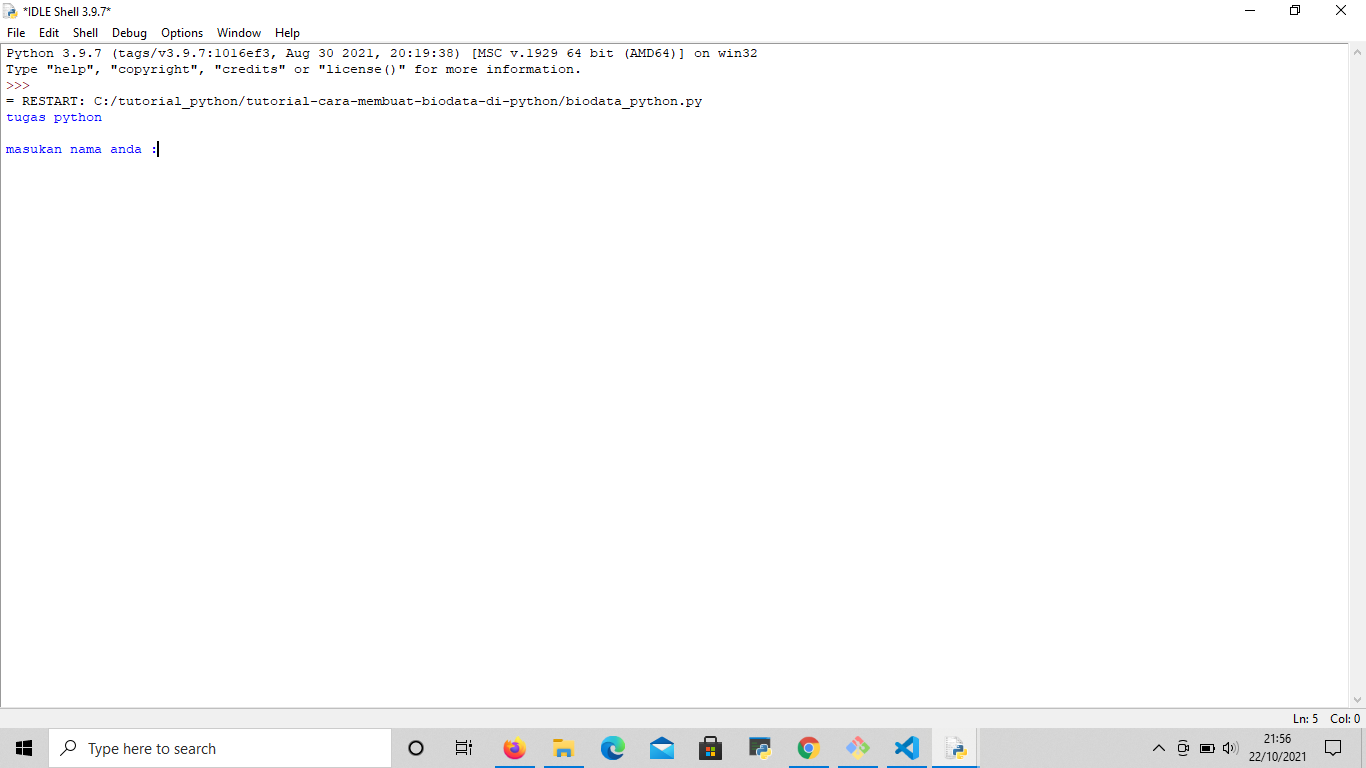 *IDLE Shell 3.9.7*
File Edit Shell Debug Options Window Help
Python 3.9.7 (tags/v3.9.7:1016ef3, Aug 30 2021, 20:19:38) [MSC v.1929 64 bit (AMD64)] on win32
Type "help", "copyright", "credits" or "license()" for more information.
>>>
= RESTART: C:/tutorial_python/tutorial-cara-membuat-biodata-di-python/biodata_python.py
tugas python
masukan nama anda :
Ln: 5 Col: 0
Type here to search
21:56
22/10/2021